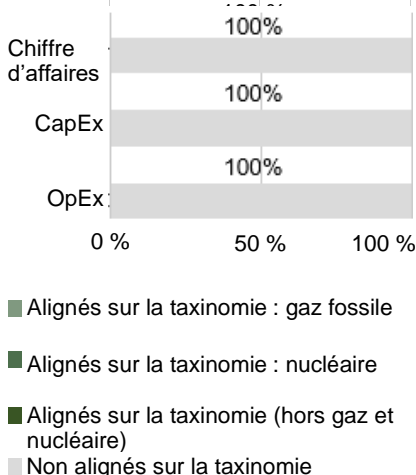 100%
Chiffre
d'affaires
100%
CapEx
100%
OpEx
0 % 50 % 100 %
Alignés sur la taxinomie : gaz fossile
Alignés sur la taxinomie : nucléaire
Alignés sur la taxinomie (hors gaz et
nucléaire)
Non alignés sur la taxinomie